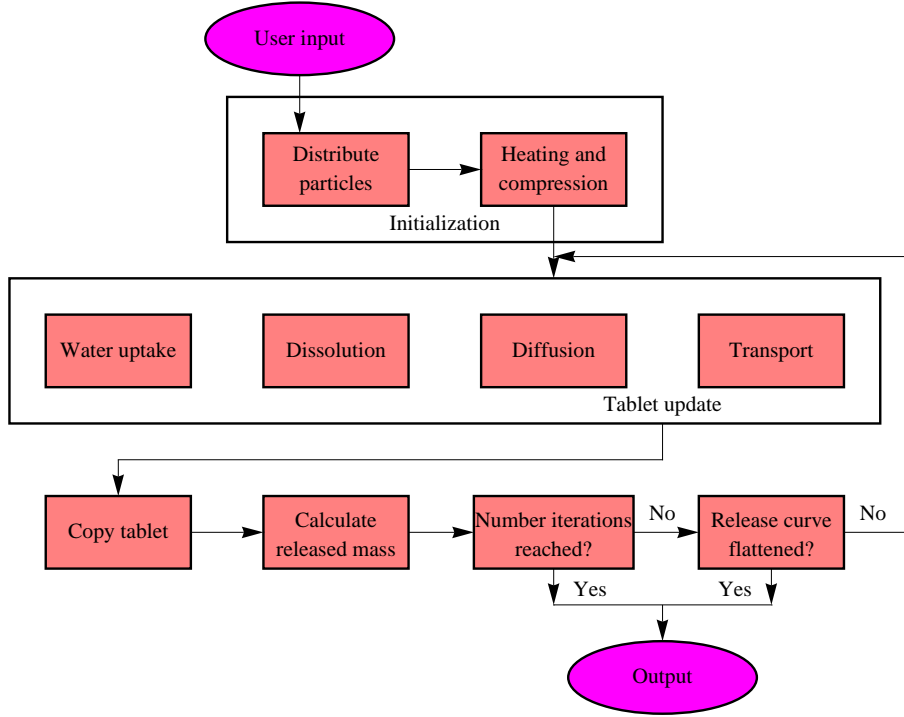 User input
Distribute
particles
Heating and
compression
Initialization
Water uptake
Dissolution
Diffusion
Transport
Tablet update
Copy tablet
Calculate
released mass
Number iterations
reached?
No
Release curve
flattened?
No
Yes
Yes
Output